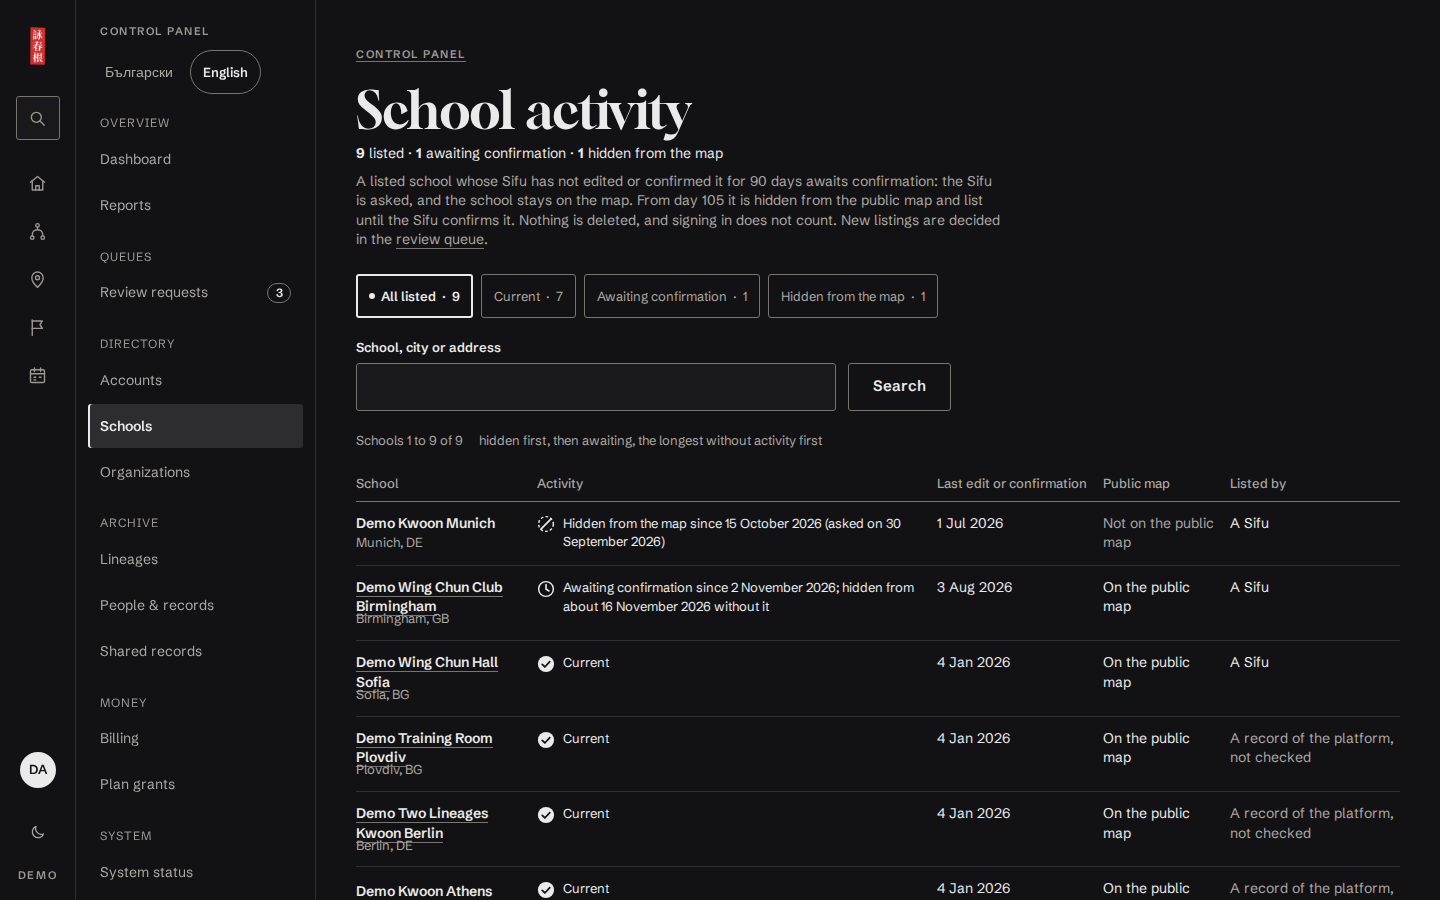 詠春根
CONTROL PANEL
Български
English
OVERVIEW
Dashboard
Reports
QUEUES
Review requests 3
DIRECTORY
Accounts
Schools
Organizations
ARCHIVE
Lineages
People & records
Shared records
MONEY
Billing
Plan grants
SYSTEM
System status
DA
DEMO
CONTROL PANEL
School activity
9 listed · 1 awaiting confirmation · 1 hidden from the map
A listed school whose Sifu has not edited or confirmed it for 90 days awaits confirmation: the Sifu
is asked, and the school stays on the map. From day 105 it is hidden from the public map and list
until the Sifu confirms it. Nothing is deleted, and signing in does not count. New listings are decided
in the review queue.
All listed · 9
Current · 7
Awaiting confirmation · 1
Hidden from the map · 1
School, city or address
Search
Schools 1 to 9 of 9 hidden first, then awaiting, the longest without activity first
School Activity Last edit or confirmation Public map Listed by
Demo Kwoon Munich
Munich, DE
Hidden from the map since 15 October 2026 (asked on 30
September 2026)
1 Jul 2026
Not on the public
map
A Sifu
Demo Wing Chun Club
Birmingham
Birmingham, GB
Awaiting confirmation since 2 November 2026; hidden from
about 16 November 2026 without it
3 Aug 2026
On the public
map
A Sifu
Demo Wing Chun Hall
Sofia
Sofia, BG
Current
4 Jan 2026
On the public
map
A Sifu
Demo Training Room
Plovdiv
Plovdiv, BG
Current
4 Jan 2026
On the public
map
A record of the platform,
not checked
Demo Two Lineages
Kwoon Berlin
Berlin, DE
Current
4 Jan 2026
On the public
map
A record of the platform,
not checked
Demo Kwoon Athens
Current
4 Jan 2026
On the public
A record of the platform,